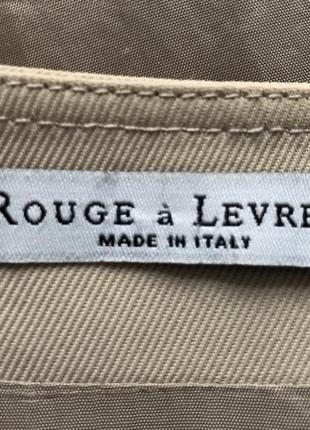 ROUGE à LEVRE
MADE IN ITALY